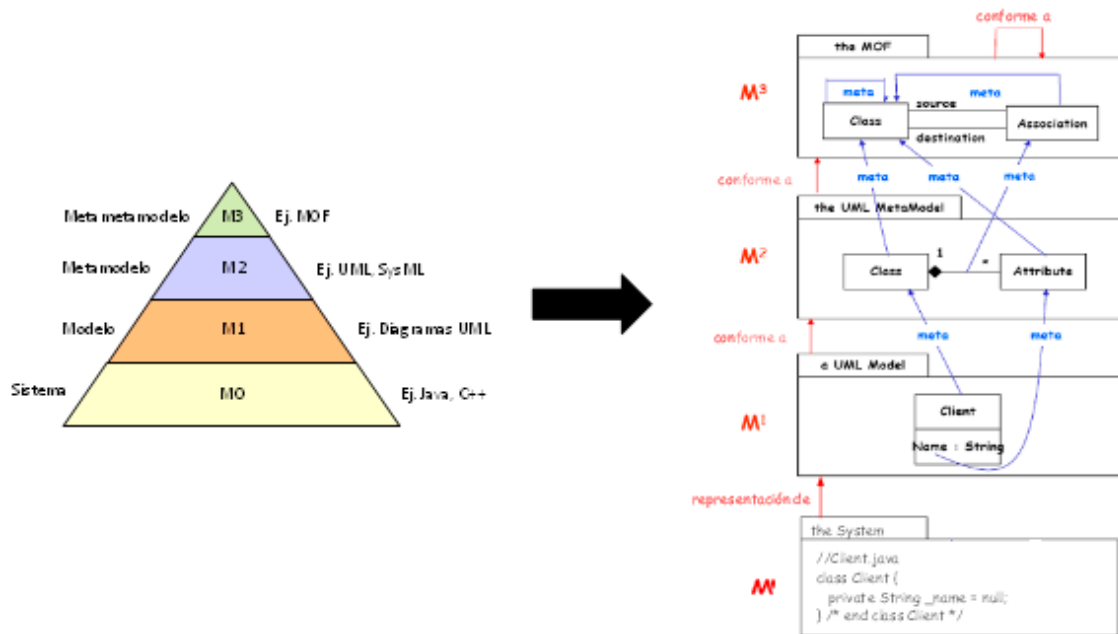 Meta metamodelo M3 Ej. MOF
Metamodelo M2 Ej. UML, SysML
Modelo M1 Ej. Diagramas UML
Sistema M0 Ej. Java, C++
conforme a
the MOF
M³
meta meta
source
Class Association
destination
conforme a meta meta meta
the UML MetaModel
M²
1 *
Class Attribute
conforme a meta meta
a UML Model
M¹
Client
Name : String
representación de
the System
//Client.java
class Client {
private String _name = null;
} /* end class Client */